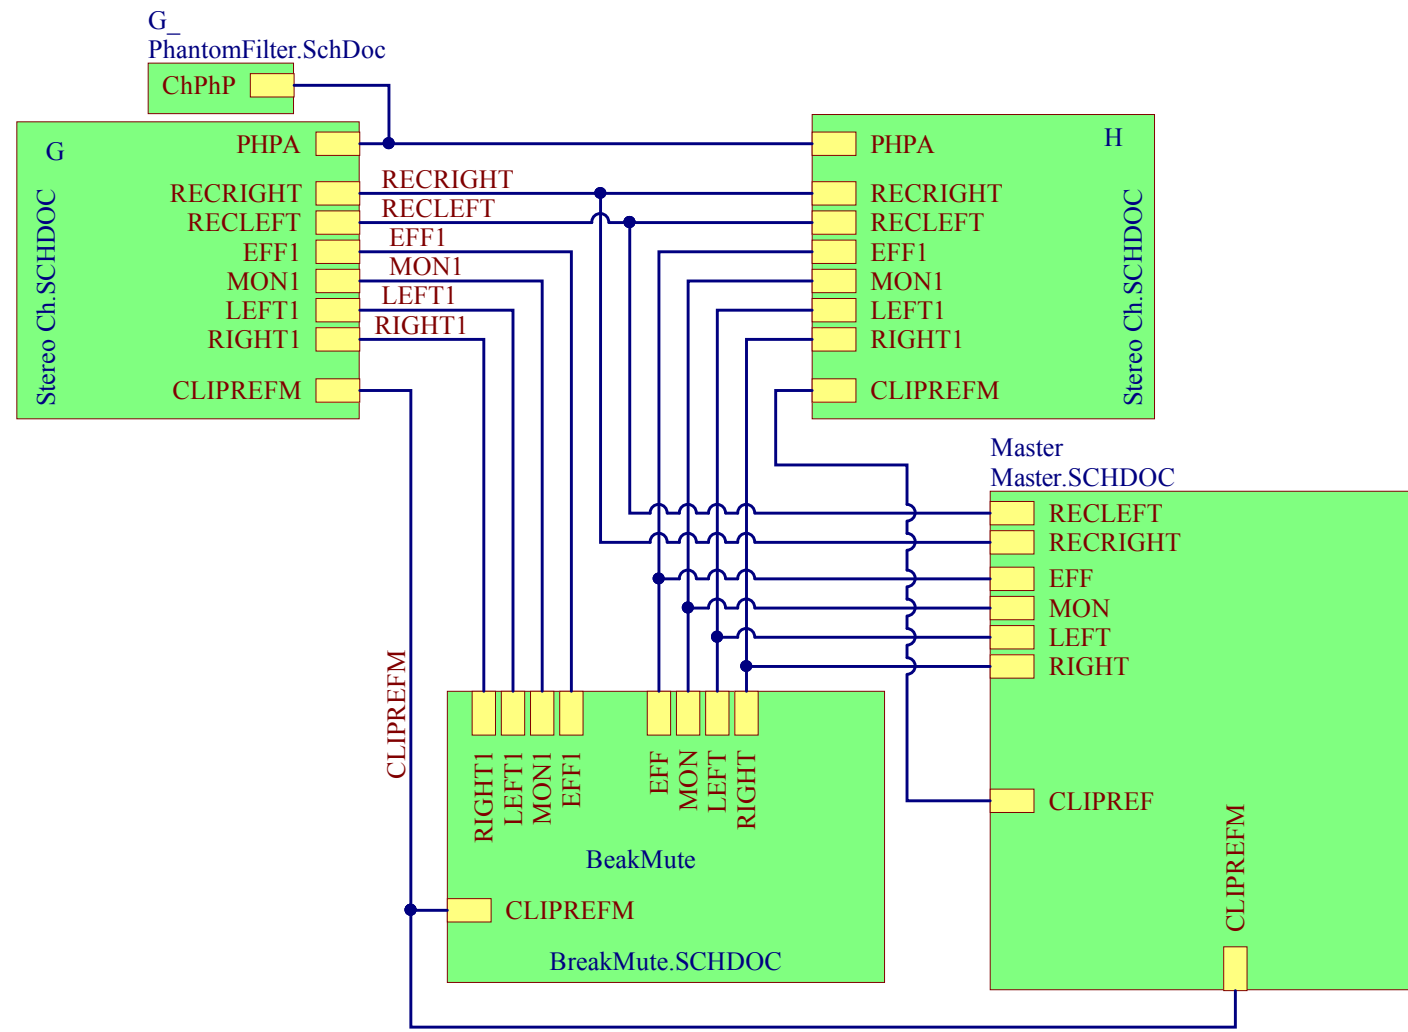 G_
PhantomFilter.SchDoc
ChPhP
G
Stereo Ch.SCHDOC
PHPA
RECRIGHT
RECLEFT
EFF1
MON1
LEFT1
RIGHT1
CLIPREFM
RECRIGHT
RECLEFT
EFF1
MON1
LEFT1
RIGHT1
CLIPREFM
H
Stereo Ch.SCHDOC
PHPA
RECRIGHT
RECLEFT
EFF1
MON1
LEFT1
RIGHT1
CLIPREFM
Master
Master.SCHDOC
RECLEFT
RECRIGHT
EFF
MON
LEFT
RIGHT
CLIPREF
CLIPREFM
RIGHT1
LEFT1
MON1
EFF1
EFF
MON
LEFT
RIGHT
BeakMute
CLIPREFM
BreakMute.SCHDOC